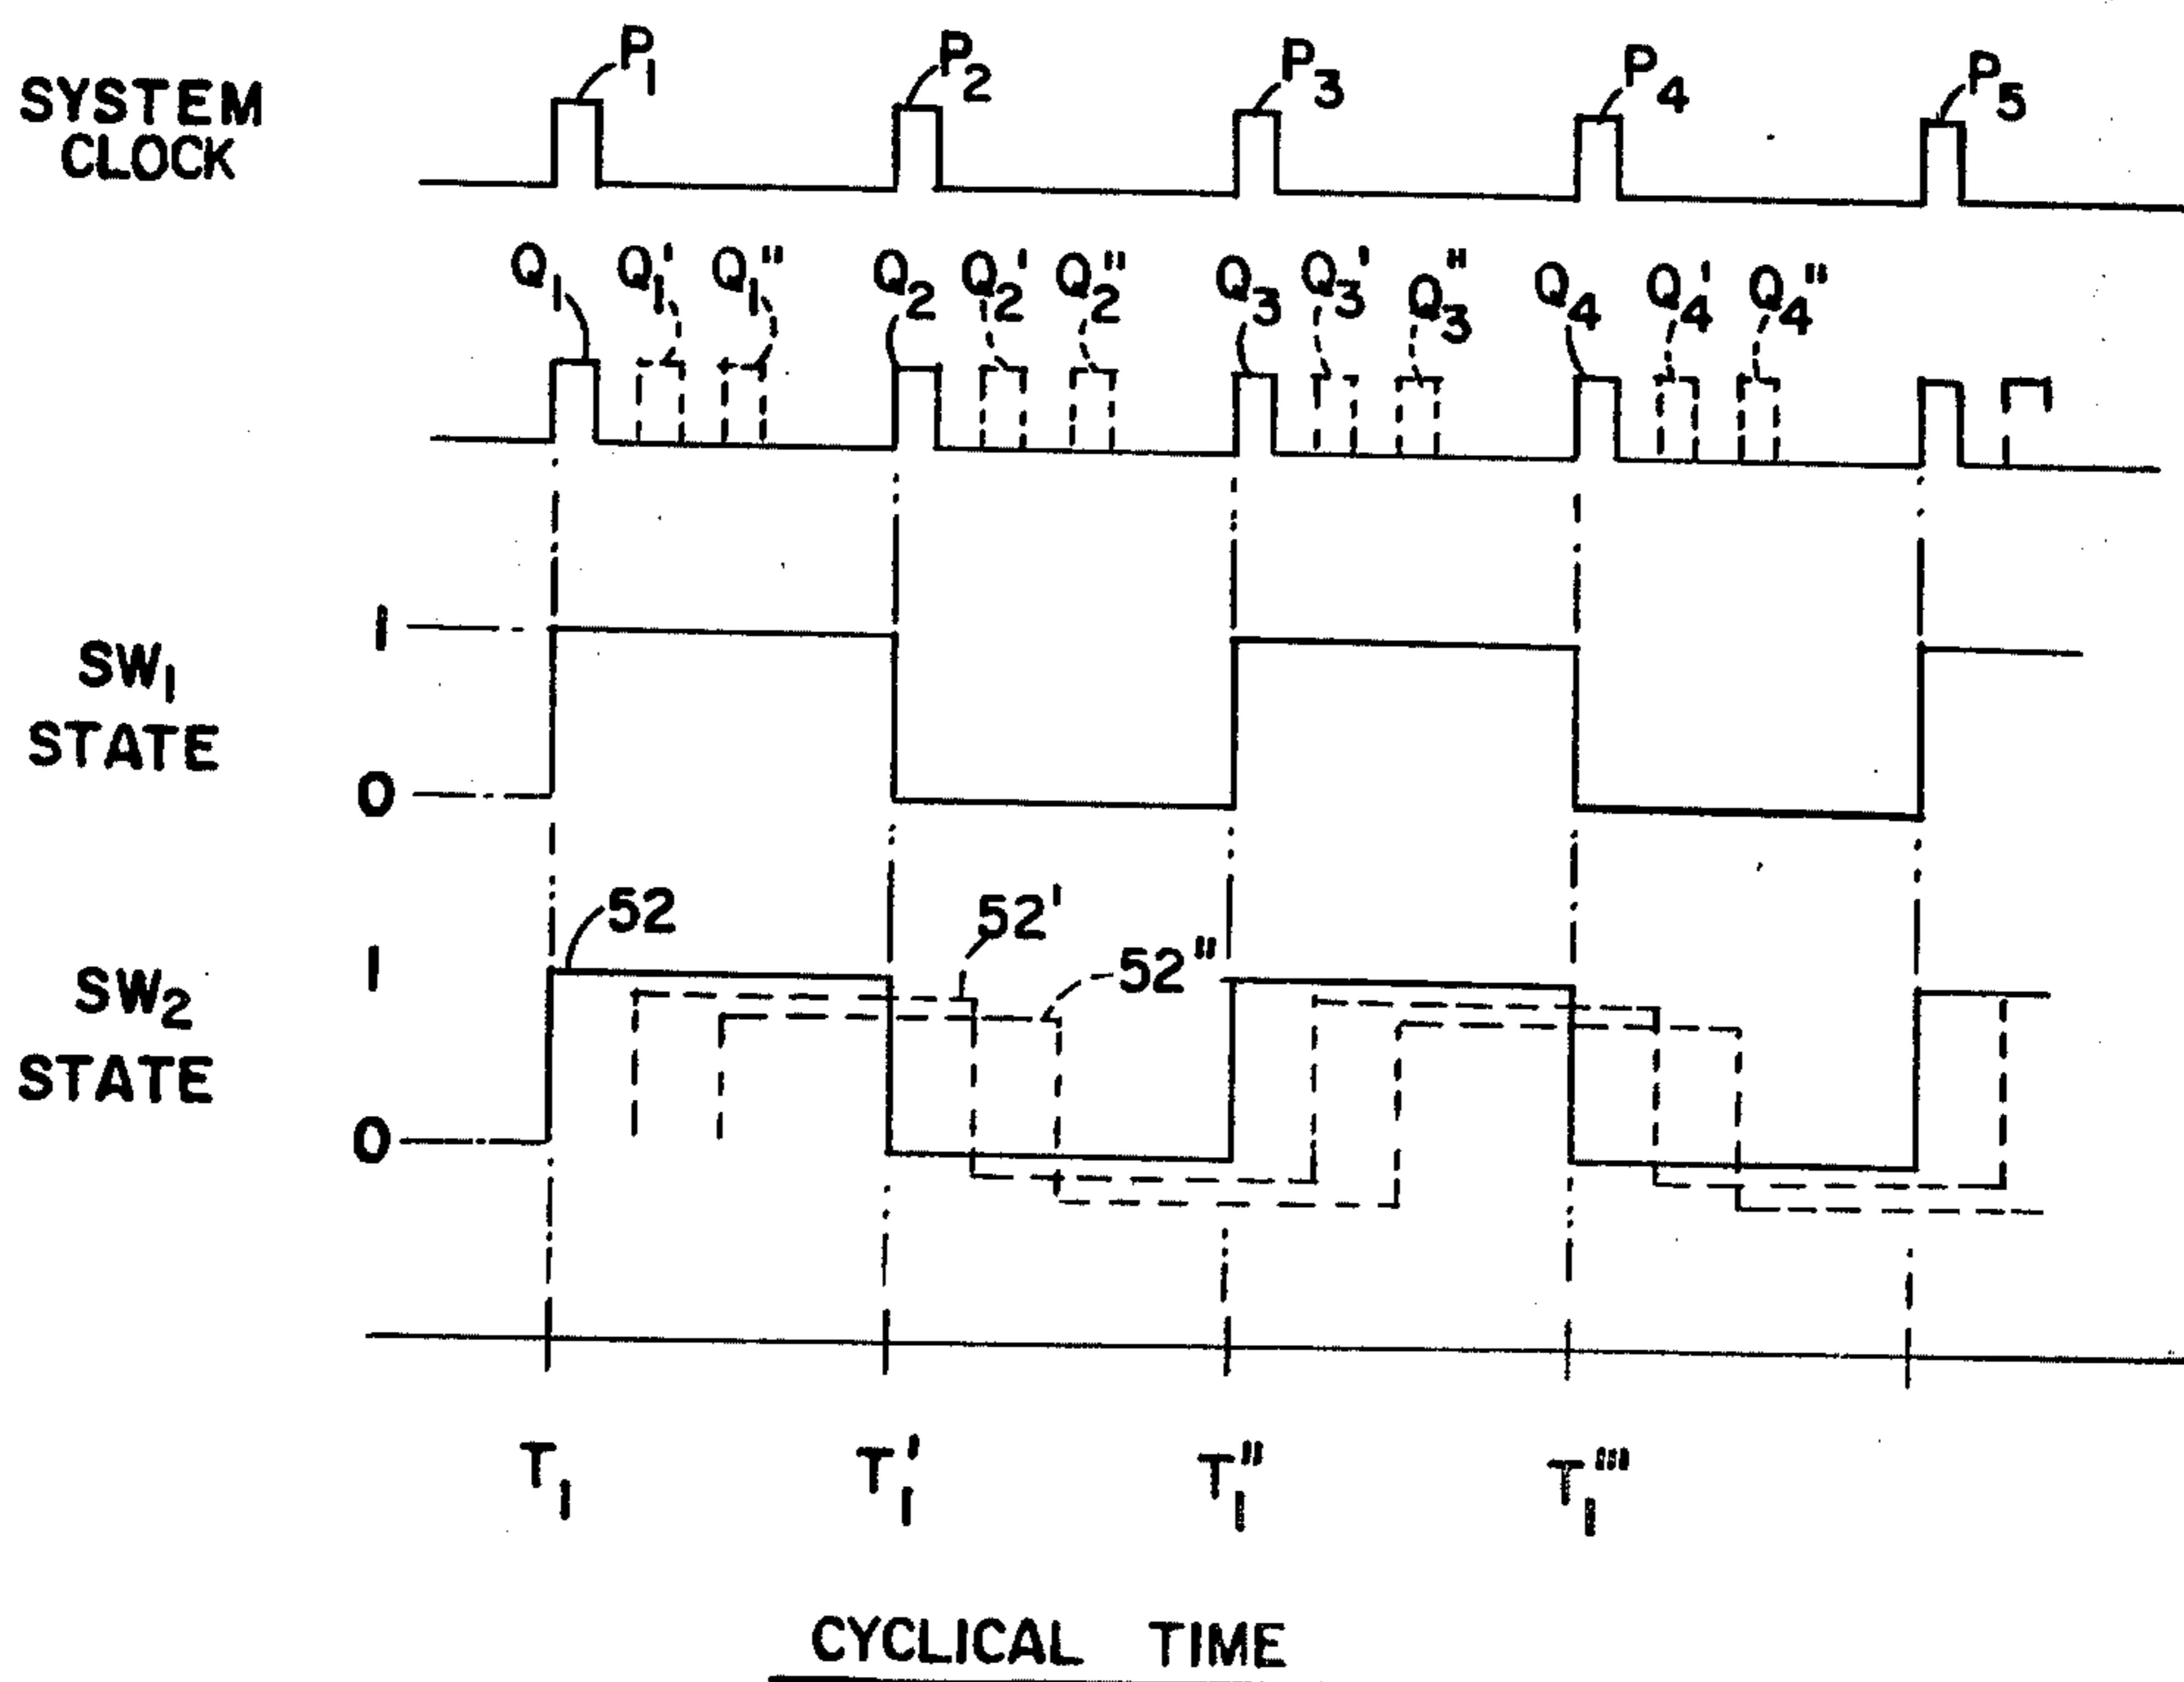 SYSTEM
CLOCK
P1 P2 P3 P4 P5
Q1 Q1' Q1" Q2 Q2' Q2" Q3 Q3' Q3" Q4 Q4' Q4"
SW1
STATE
1
0
SW2
STATE
1
0
52 52' 52"
T1 T1' T1" T1'''
CYCLICAL TIME